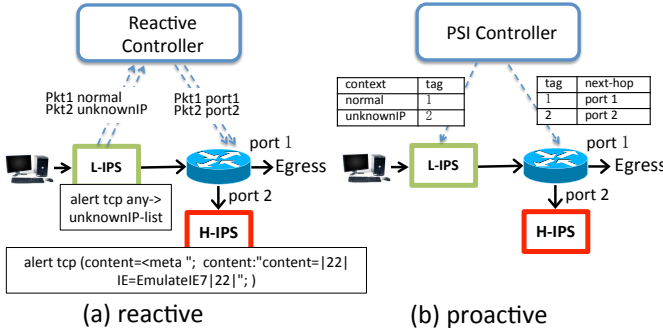 Reactive
Controller
Pkt1 normal
Pkt2 unknownIP
Pkt1 port1
Pkt2 port2
port 1
L-IPS
Egress
alert tcp any->
unknownIP-list
port 2
H-IPS
alert tcp (content=<meta "; content:"content=|22|
IE=EmulateIE7|22|"; )
(a) reactive
PSI Controller
context tag
normal 1
unknownIP 2
tag next-hop
1 port 1
2 port 2
port 1
L-IPS
Egress
port 2
H-IPS
(b) proactive